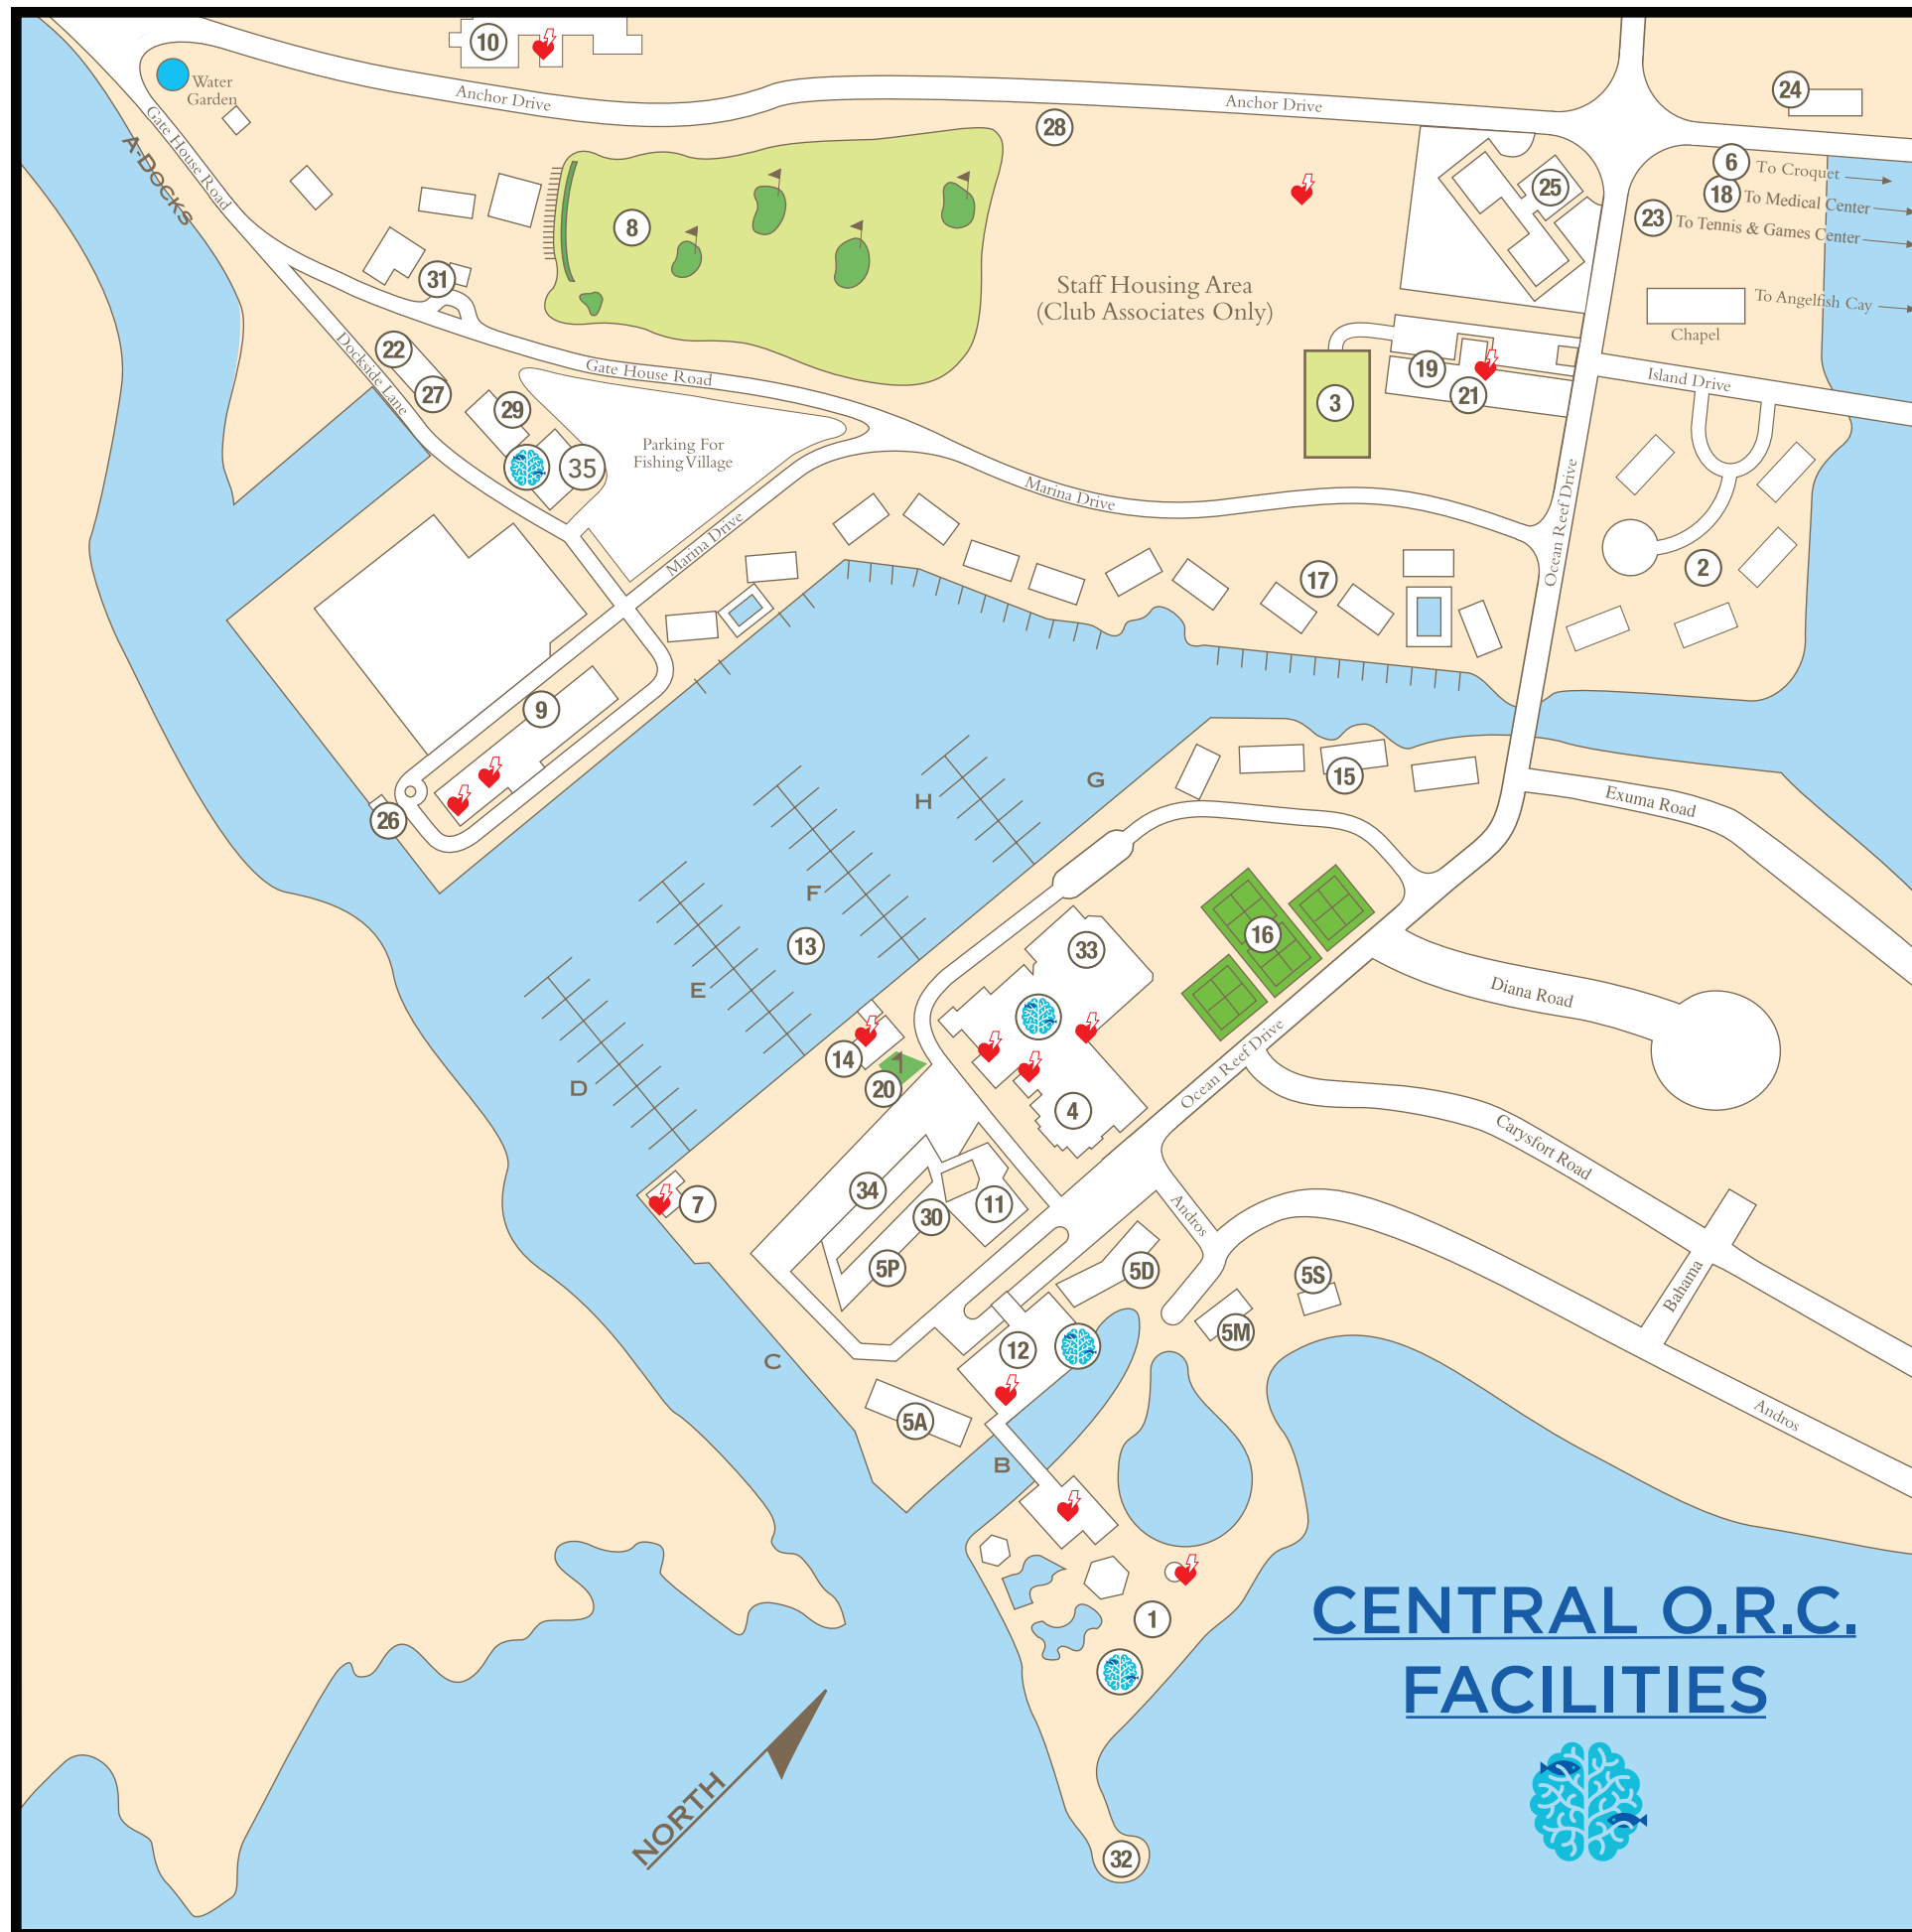 10
Water
Garden
Anchor Drive
Anchor Drive
28
24
Gate House Road
A-DOCKS
6
To Croquet
18
To Medical Center
23
To Tennis & Games Center
25
8
31
Staff Housing Area
(Club Associates Only)
To Angelfish Cay
Chapel
22
27
Dockside Lane
Gate House Road
19
21
3
Island Drive
29
35
Parking For
Fishing Village
Marina Drive
Marina Drive
Ocean Reef Drive
17
2
9
26
G
H
15
Exuma Road
F
13
E
33
16
Diana Road
D
14
20
4
Ocean Reef Drive
Carysfort Road
7
34
30
11
5P
Andros
5D
5S
5M
Bahama
C
12
5A
B
Andros
1
CENTRAL O.R.C.
FACILITIES
NORTH
32